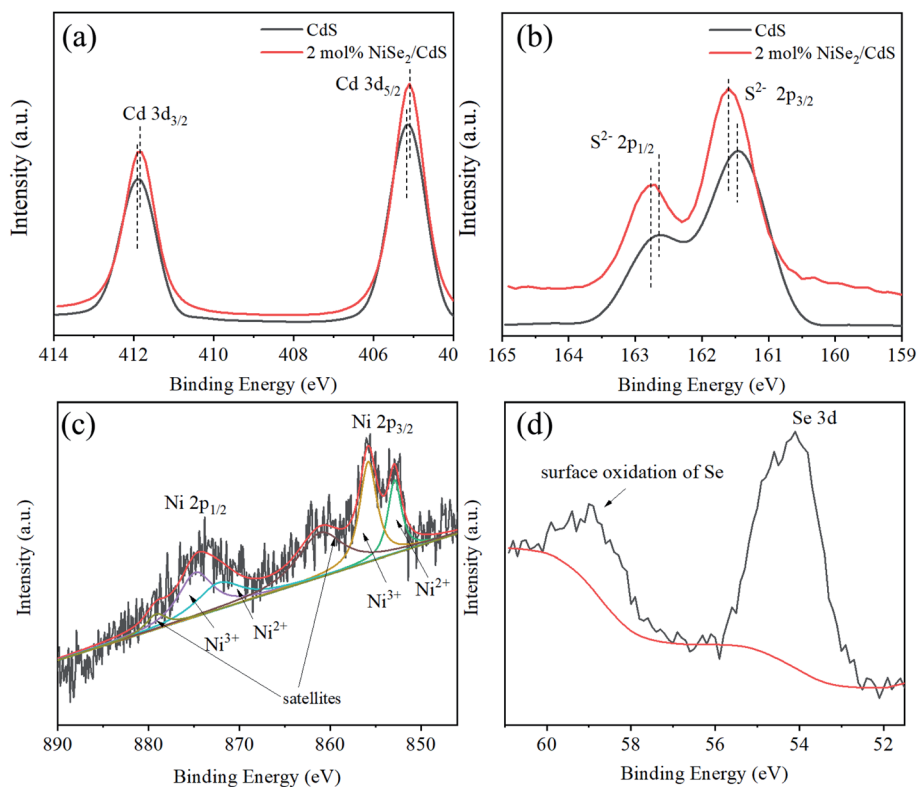 (a)
CdS
2 mol% NiSe₂/CdS
Cd 3d₅/₂
Cd 3d₃/₂
Intensity (a.u.)
414 412 410 408 406 40
Binding Energy (eV)
(b)
CdS
2 mol% NiSe₂/CdS
S²⁻ 2p₃/₂
S²⁻ 2p₁/₂
Intensity (a.u.)
165 164 163 162 161 160 159
Binding Energy (eV)
(c)
Ni 2p₃/₂
Ni 2p₁/₂
Ni³⁺
Ni²⁺
Ni³⁺
Ni²⁺
satellites
Intensity (a.u.)
890 880 870 860 850
Binding Energy (eV)
(d)
Se 3d
surface oxidation of Se
Intensity (a.u.)
60 58 56 54 52
Binding Energy (eV)